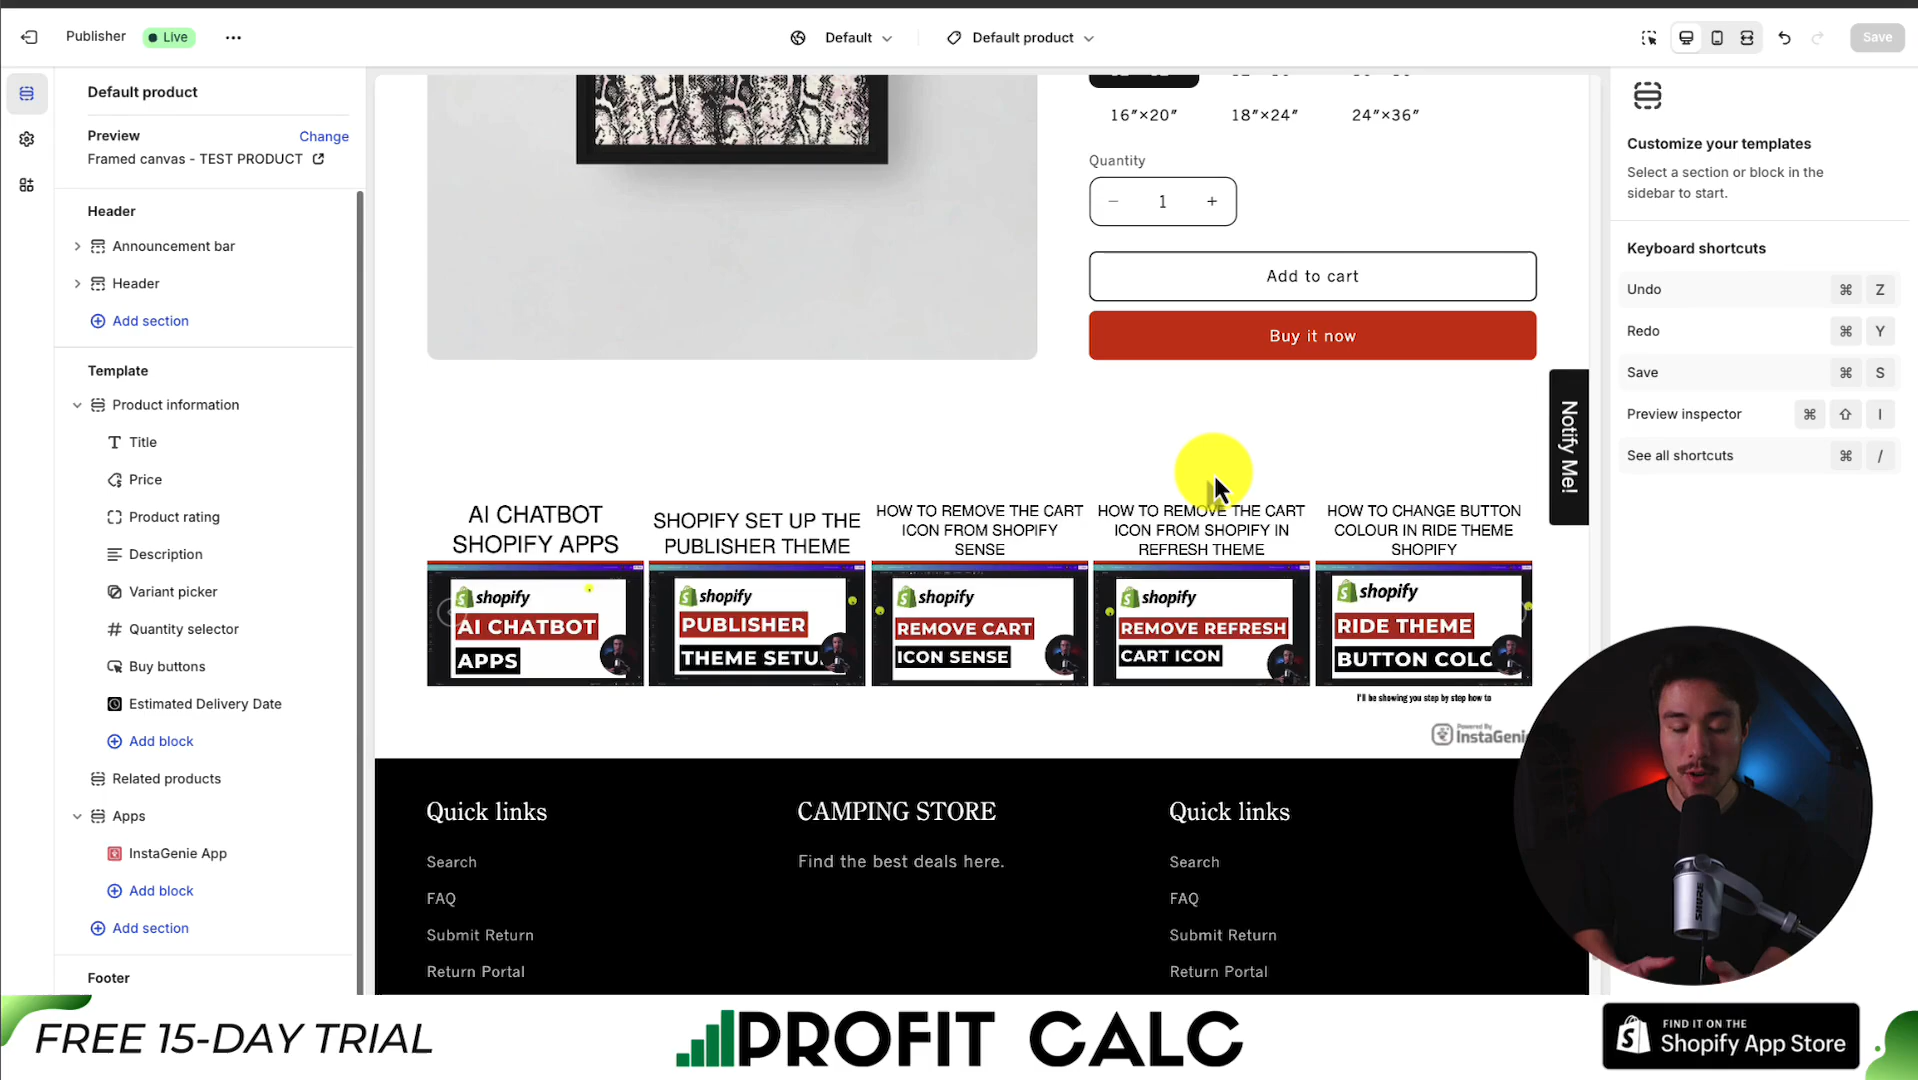 Publisher
Live
Default
Default product
Save
Default product
Preview
Change
Framed canvas - TEST PRODUCT
Header
Announcement bar
Header
Add section
Template
Product information
Title
Price
Product rating
Description
Variant picker
Quantity selector
Buy buttons
Estimated Delivery Date
Add block
Related products
Apps
InstaGenie App
Add block
Add section
Footer
16”×20”
18”×24”
24”×36”
Quantity
1
Add to cart
Buy it now
Notify Me!
AI CHATBOT
SHOPIFY APPS
SHOPIFY SET UP THE
PUBLISHER THEME
HOW TO REMOVE THE CART
ICON FROM SHOPIFY
SENSE
HOW TO REMOVE THE CART
ICON FROM SHOPIFY IN
REFRESH THEME
HOW TO CHANGE BUTTON
COLOUR IN RIDE THEME
SHOPIFY
shopify
AI CHATBOT
APPS
shopify
PUBLISHER
THEME SETU
shopify
REMOVE CART
ICON SENSE
shopify
REMOVE REFRESH
CART ICON
shopify
RIDE THEME
BUTTON COLO
I'll be showing you step by step how to
Powered By
InstaGeni
Quick links
Search
FAQ
Submit Return
Return Portal
CAMPING STORE
Find the best deals here.
Quick links
Search
FAQ
Submit Return
Return Portal
Customize your templates
Select a section or block in the
sidebar to start.
Keyboard shortcuts
Undo ⌘ Z
Redo ⌘ Y
Save ⌘ S
Preview inspector ⌘ ⇧ I
See all shortcuts ⌘ /
SHURE
FREE 15-DAY TRIAL
PROFIT CALC
FIND IT ON THE
Shopify App Store